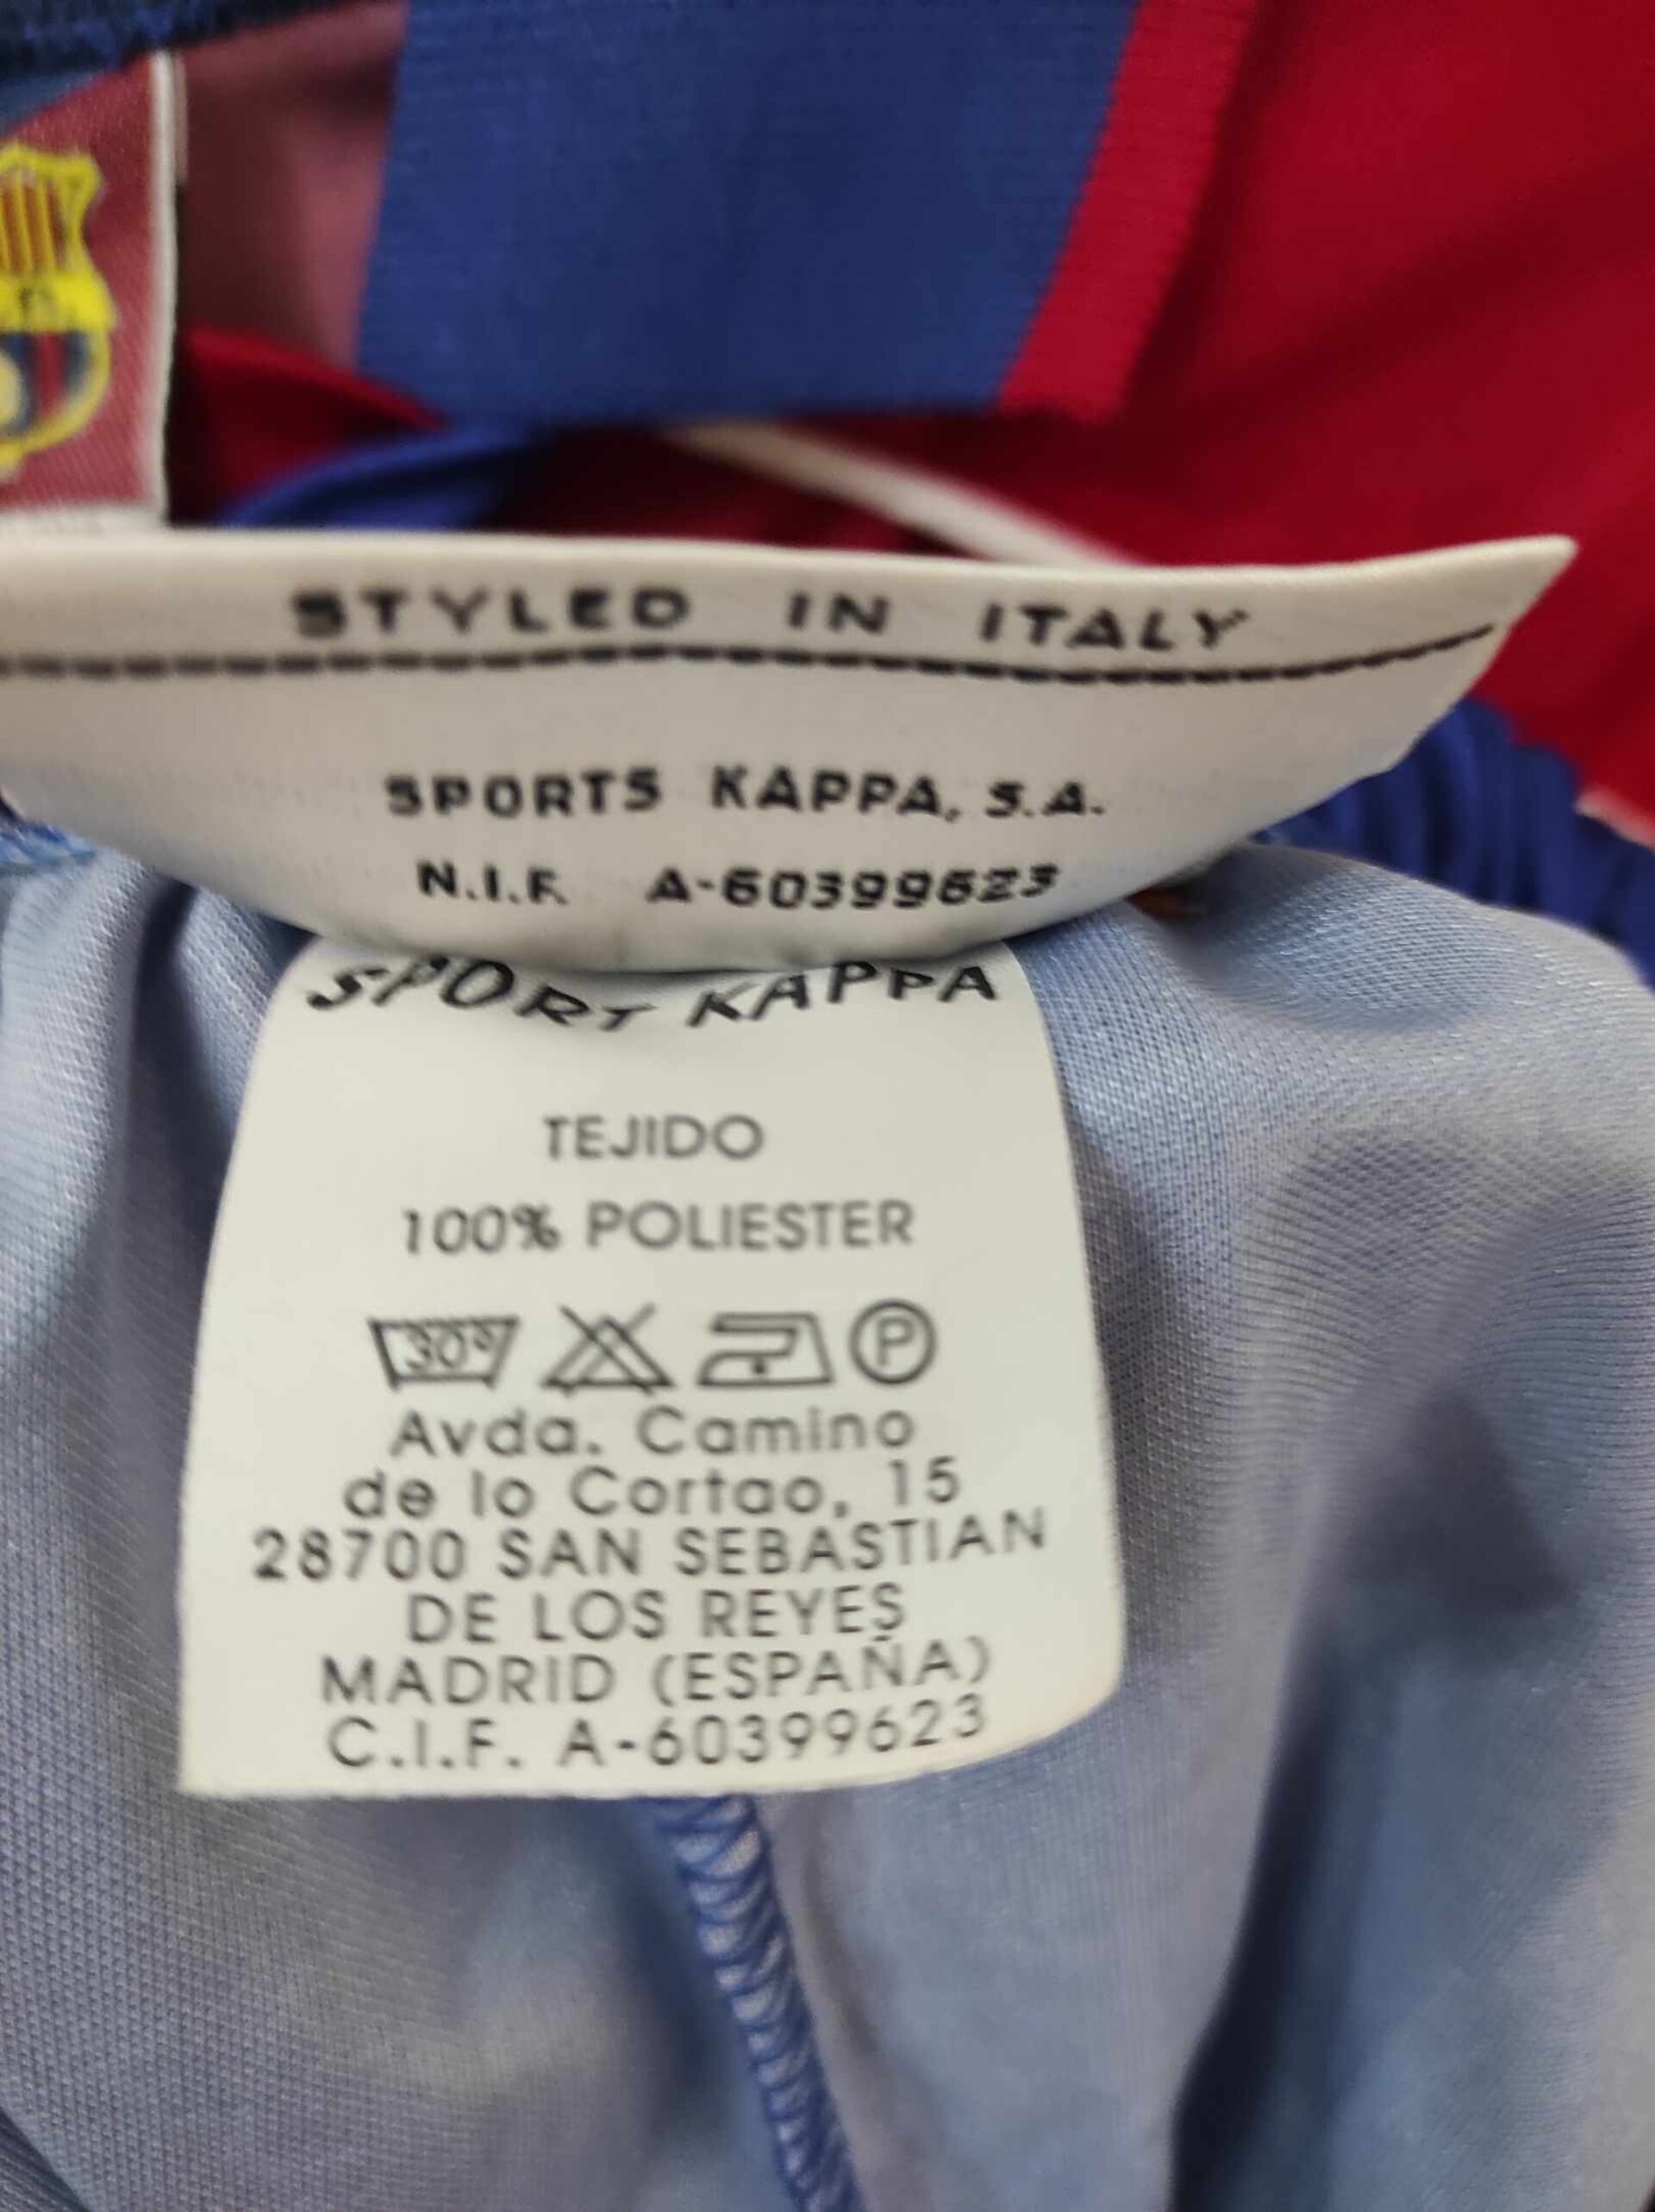 STYLED IN ITALY
SPORTS KAPPA, S.A.
N.I.F. A-60399623
SPORT KAPPA
TEJIDO
100% POLIESTER
30º P
Avda. Camino
de lo Cortao, 15
28700 SAN SEBASTIAN
DE LOS REYES
MADRID (ESPAÑA)
C.I.F. A-60399623